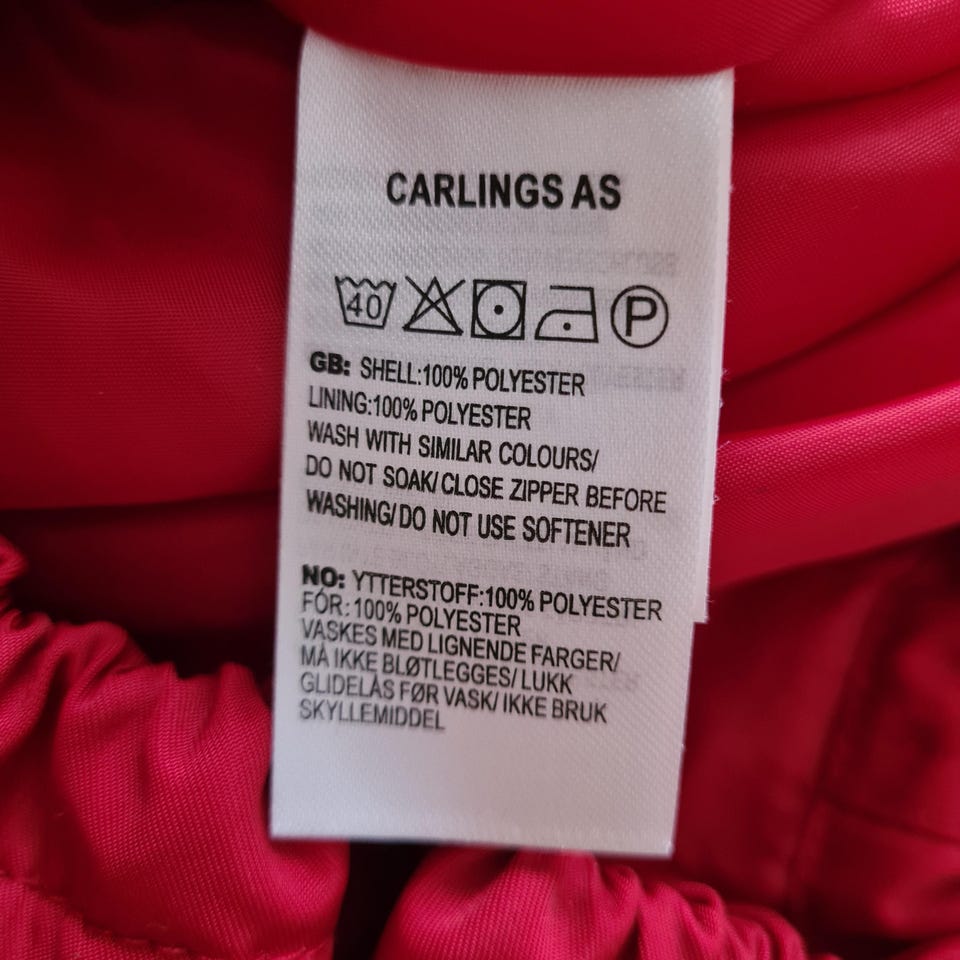 CARLINGS AS
40 P
GB: SHELL:100% POLYESTER
LINING:100% POLYESTER
WASH WITH SIMILAR COLOURS/
DO NOT SOAK/ CLOSE ZIPPER BEFORE
WASHING/ DO NOT USE SOFTENER
NO: YTTERSTOFF:100% POLYESTER
FÓR: 100% POLYESTER
VASKES MED LIGNENDE FARGER/
MÅ IKKE BLØTLEGGES/ LUKK
GLIDELÅS FØR VASK/ IKKE BRUK
SKYLLEMIDDEL